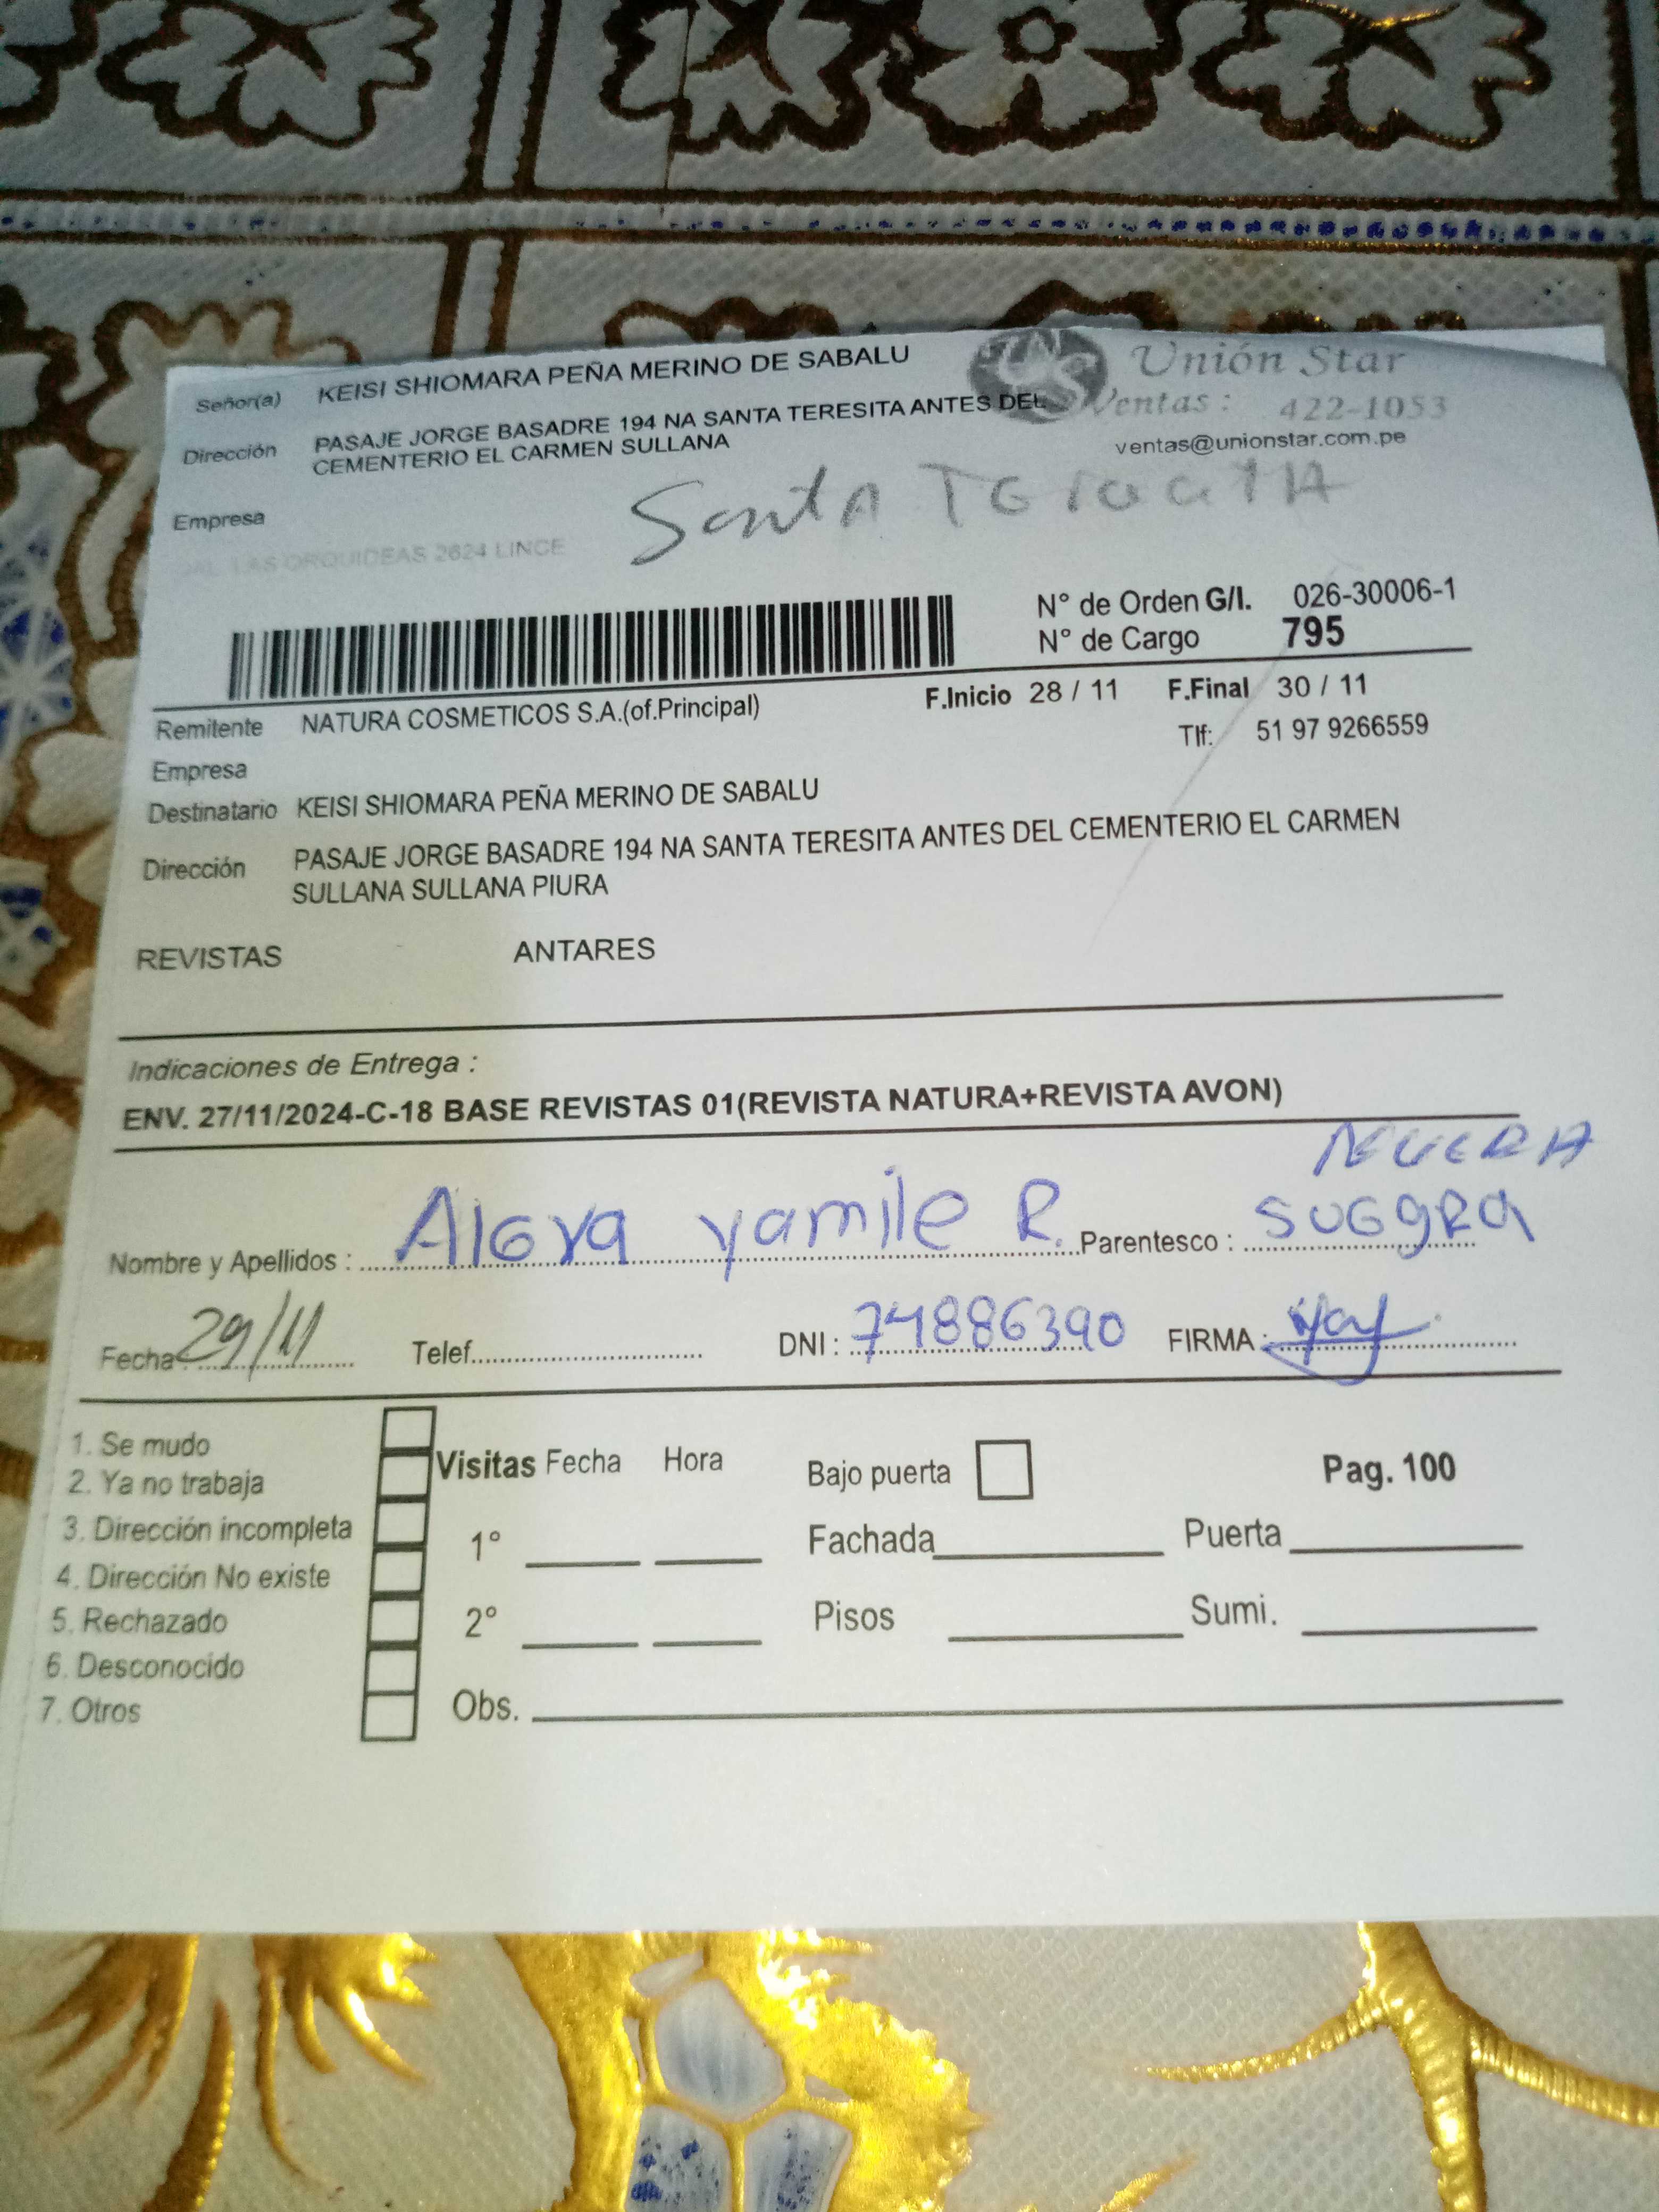 Señor(a) KEISI SHIOMARA PEÑA MERINO DE SABALU
Unión Star
Dirección PASAJE JORGE BASADRE 194 NA SANTA TERESITA ANTES DEL
CEMENTERIO EL CARMEN SULLANA
Ventas : 422-1053
ventas@unionstar.com.pe
Empresa
Santa
LAS ORQUIDEAS 2624 LINCE
N° de Orden G/I. 026-30006-1
N° de Cargo 795
F.Inicio 28 / 11 F.Final 30 / 11
Remitente NATURA COSMETICOS S.A.(of.Principal)
Tlf: 51 97 9266559
Empresa
Destinatario KEISI SHIOMARA PEÑA MERINO DE SABALU
Dirección PASAJE JORGE BASADRE 194 NA SANTA TERESITA ANTES DEL CEMENTERIO EL CARMEN
SULLANA SULLANA PIURA
REVISTAS ANTARES
Indicaciones de Entrega :
ENV. 27/11/2024-C-18 BASE REVISTAS 01(REVISTA NATURA+REVISTA AVON)
Nombre y Apellidos : yamile R. Parentesco : suegra
Fecha : 29/11 Telef. DNI : 74886390 FIRMA :
1. Se mudo
2. Ya no trabaja
3. Dirección incompleta
4. Dirección No existe
5. Rechazado
6. Desconocido
7. Otros
Visitas Fecha Hora
1°
2°
Obs.
Bajo puerta Pag. 100
Fachada Puerta
Pisos Sumi.